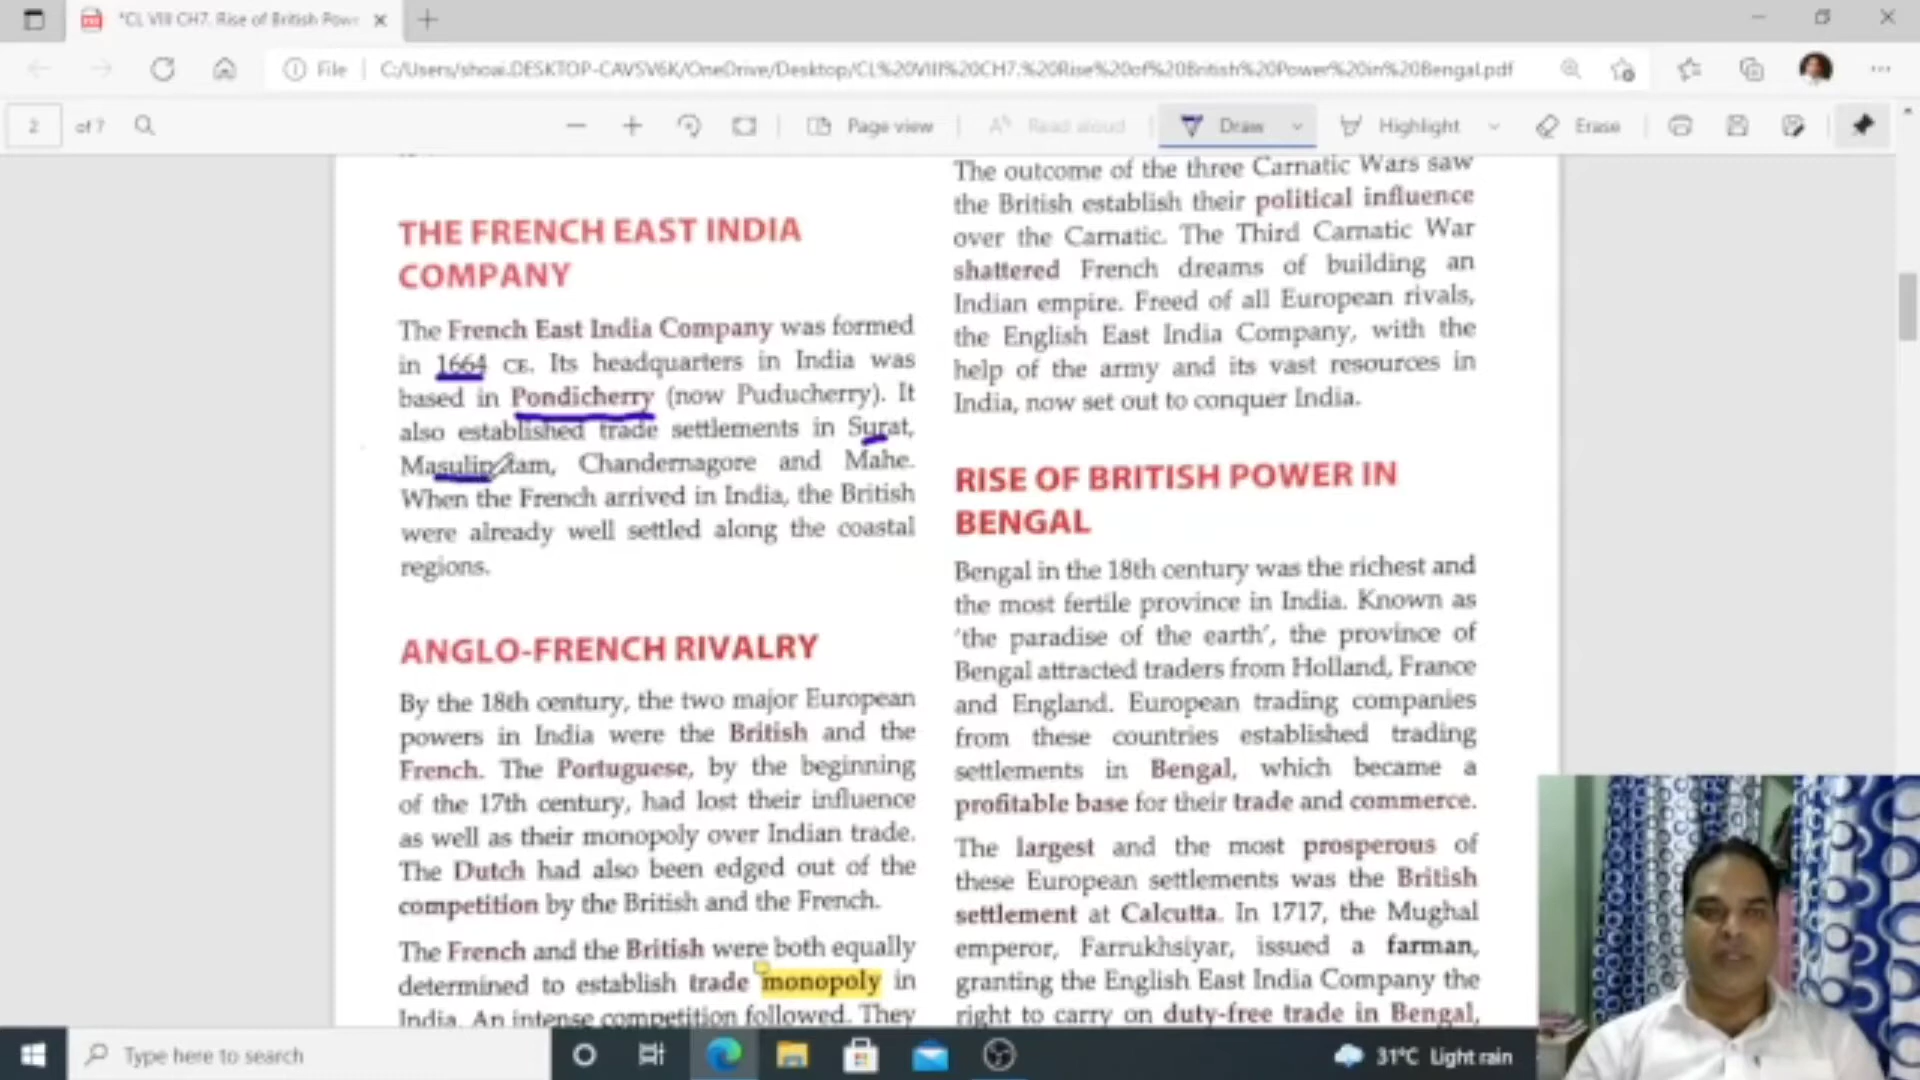 *CL VIII CH7. Rise of British Powe
File
C:/Users/shoai.DESKTOP-CAVSV6K/OneDrive/Desktop/CL%20VIII%20CH7.%20Rise%20of%20British%20Power%20in%20Bengal.pdf
2 of 7
Page view
Read aloud
Draw
Highlight
Erase
THE FRENCH EAST INDIA
COMPANY
The French East India Company was formed
in 1664 CE. Its headquarters in India was
based in Pondicherry (now Puducherry). It
also established trade settlements in Surat,
Masuliptam, Chandernagore and Mahe.
When the French arrived in India, the British
were already well settled along the coastal
regions.
ANGLO-FRENCH RIVALRY
By the 18th century, the two major European
powers in India were the British and the
French. The Portuguese, by the beginning
of the 17th century, had lost their influence
as well as their monopoly over Indian trade.
The Dutch had also been edged out of the
competition by the British and the French.
The French and the British were both equally
determined to establish trade monopoly in
India. An intense competition followed. They
The outcome of the three Carnatic Wars saw
the British establish their political influence
over the Carnatic. The Third Carnatic War
shattered French dreams of building an
Indian empire. Freed of all European rivals,
the English East India Company, with the
help of the army and its vast resources in
India, now set out to conquer India.
RISE OF BRITISH POWER IN
BENGAL
Bengal in the 18th century was the richest and
the most fertile province in India. Known as
'the paradise of the earth', the province of
Bengal attracted traders from Holland, France
and England. European trading companies
from these countries established trading
settlements in Bengal, which became a
profitable base for their trade and commerce.
The largest and the most prosperous of
these European settlements was the British
settlement at Calcutta. In 1717, the Mughal
emperor, Farrukhsiyar, issued a farman,
granting the English East India Company the
right to carry on duty-free trade in Bengal,
Type here to search
31°C Light rain